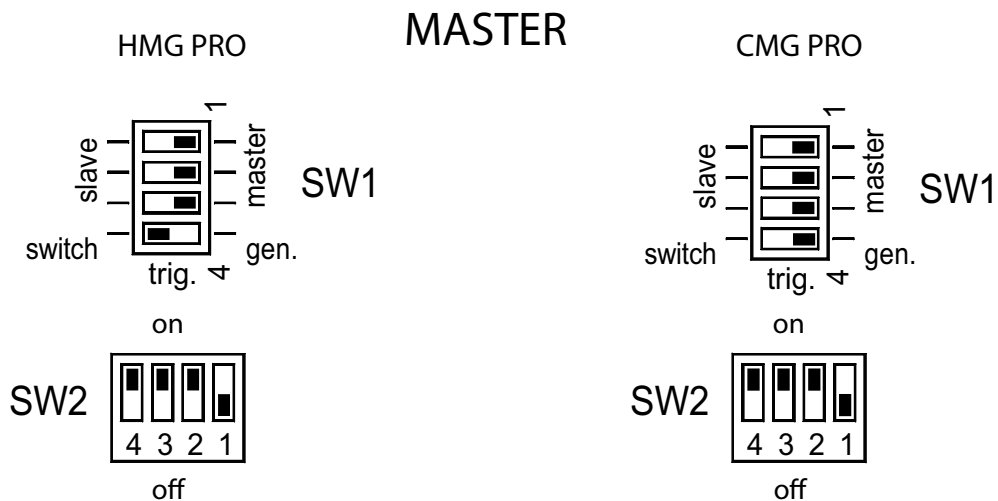 MASTER
HMG PRO
1
slave
master
SW1
switch
gen.
trig.
4
on
SW2
4 3 2 1
off
CMG PRO
1
slave
master
SW1
switch
gen.
trig.
4
on
SW2
4 3 2 1
off